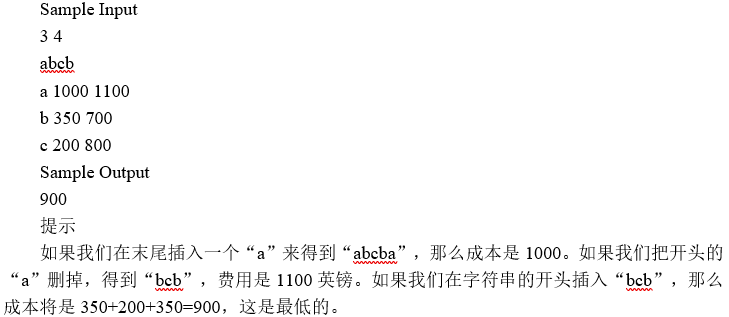 Sample Input
3 4
abcb
a 1000 1100
b 350 700
c 200 800
Sample Output
900
提示
如果我们在末尾插入一个“a”来得到“abcba”，那么成本是 1000。如果我们把开头的
“a”删掉，得到“bcb”，费用是 1100 英镑。如果我们在字符串的开头插入“bcb”，那么
成本将是 350+200+350=900，这是最低的。